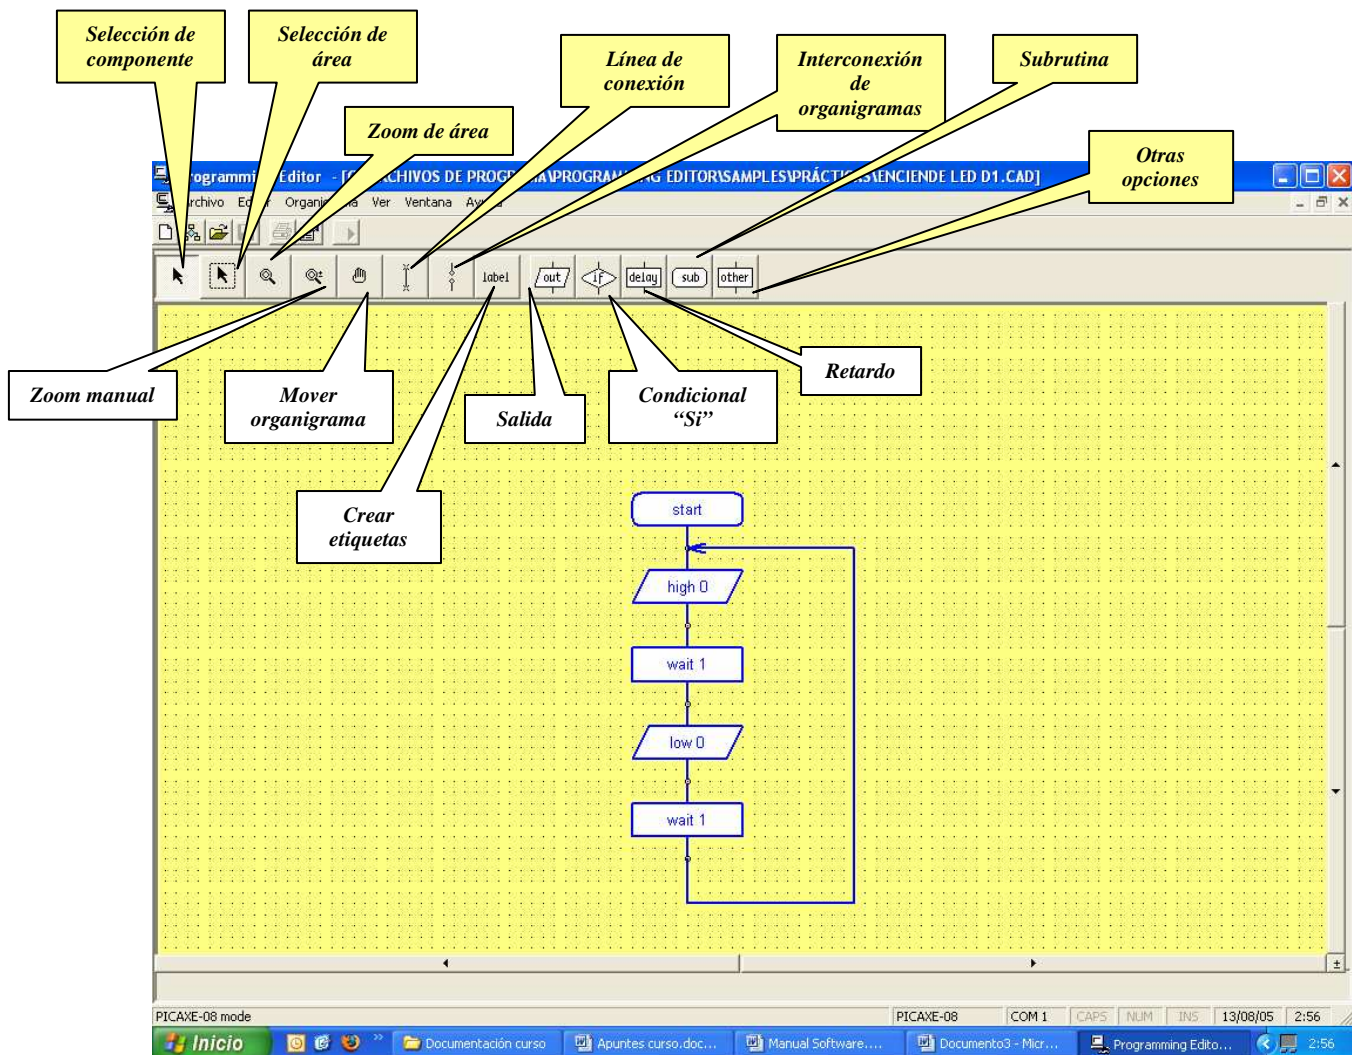 Selección de
componente
Selección de
área
Línea de
conexión
Interconexión
de
organigramas
Subrutina
Zoom de área
Otras
opciones
Editor - [
PROGRAMMING EDITOR\SAMPLES\
ENCIENDE LED D1.CAD]
Ver Ventana
label out if delay sub other
Zoom manual
Mover
organigrama
Salida
Condicional
“Si”
Retardo
Crear
etiquetas
start
high 0
wait 1
low 0
wait 1
PICAXE-08 mode PICAXE-08 COM 1 CAPS NUM INS 13/08/05 2:56
Inicio » Documentación curso Apuntes curso.doc... Manual Software.... Documento3 - Micr... Programming Edito... 2:56